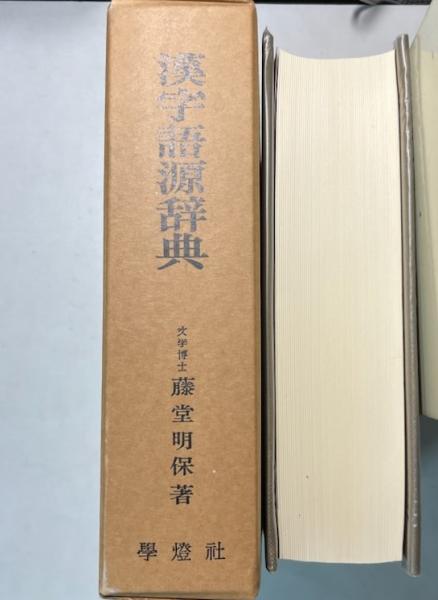 漢字語源辞典
文学博士
藤堂明保著
學燈社